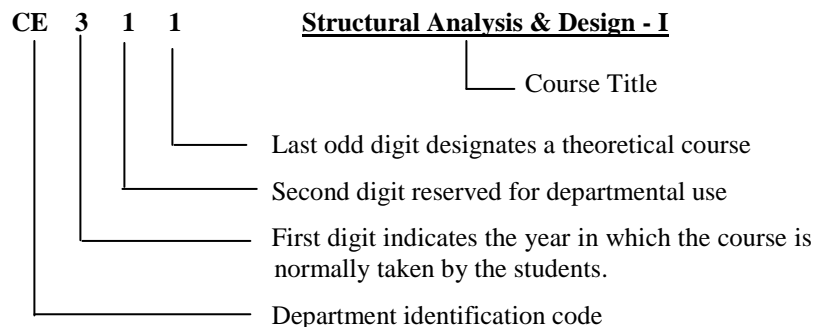 CE 3 1 1 Structural Analysis & Design - I
Course Title
Last odd digit designates a theoretical course
Second digit reserved for departmental use
First digit indicates the year in which the course is
normally taken by the students.
Department identification code